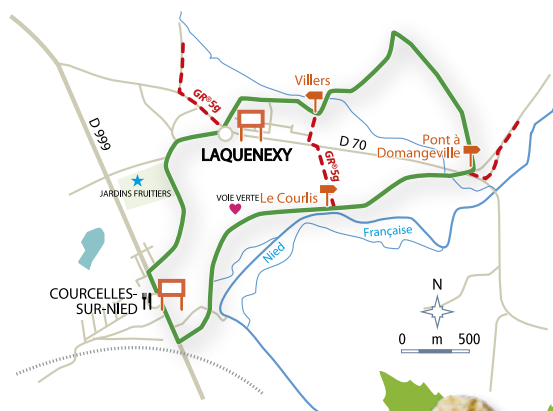 GR®5g
Villers
D 999
D 70
LAQUENEXY
Pont à
Domangeville
GR®5g
JARDINS FRUITIERS
VOIE VERTE
Le Courlis
Française
Nied
COURCELLES-
SUR-NIED
N
0 m 500